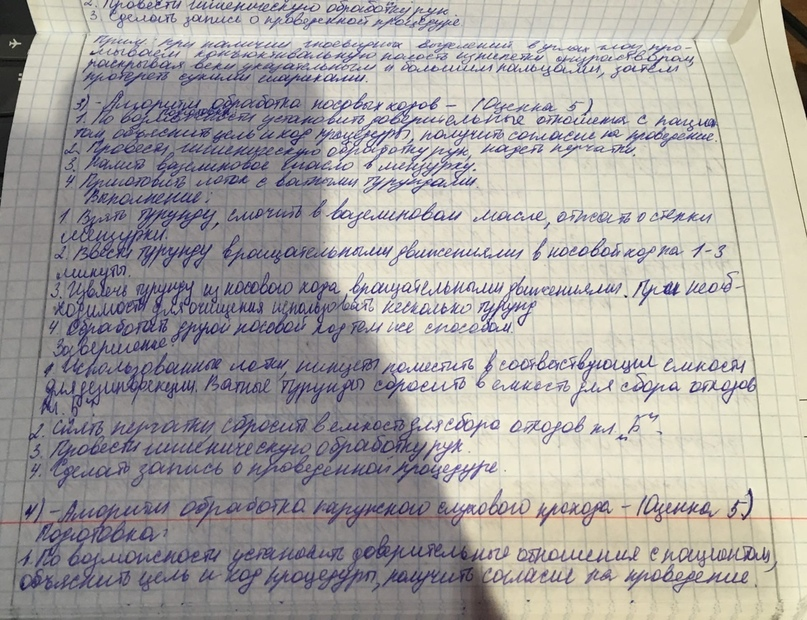 2. Провести гигиеническую обработку рук.
3. Сделать запись о проведенной процедуре
Прим: при наличии гноевидных выделений в углах глаз, про-
мываем конъюнктивальную полость из пипетки физраствором,
раскрывая веки указательным и большим пальцами, затем
протереть сухими шариками.
3) - Алгоритм обработка носовых ходов - (Оценка 5)
1. По возможности установить доверительные отношения с пациен
том, объяснить цель и ход процедуры, получить согласие на проведение.
2. Провести гигиеническую обработку рук, надеть перчатки.
3. Налить вазелиновое масло в мензурку.
4 Приготовить лоток с ватными турундами.
Выполнение:
1. Взять турунду, смочить в вазелиновом масле, отжать о стенки
мензурки.
2. Ввести турунду вращательными движениями в носовой ход на 1-3
минуты.
3. Извлечь турунду из носового хода, вращательными движениями. При необ-
ходимости для очищения использовать несколько турунд
4 Обработать другой носовой ход тем же способом.
Завершение:
1. Использованные лотки, пинцеты поместить в соответствующие емкости
для дезинфекции. Ватные турунды сбросить в емкость для сбора отходов
кл. „Б"
2. Снять перчатки сбросить в емкость для сбора отходов кл „Б".
3. Провести гигиеническую обработку рук.
4. Сделать запись о проведенной процедуре.
4) - Алгоритм обработка наружного слухового прохода - (Оценка 5)
Подготовка:
1. По возможности установить доверительные отношения с пациентом,
объяснить цель и ход процедуры, получить согласие на проведение.